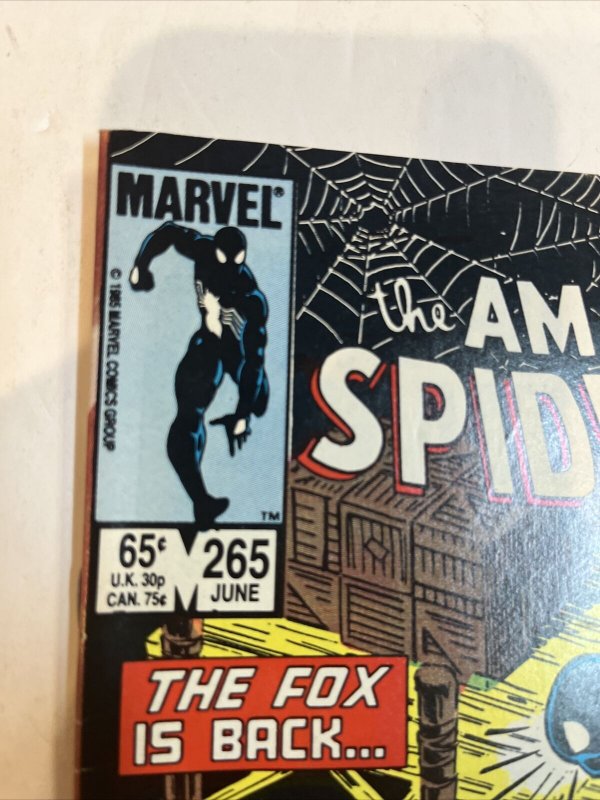 MARVEL®
© 1985 MARVEL COMICS GROUP
TM
65¢
U.K. 30p
CAN. 75¢
265
JUNE
the AM
SPID
THE FOX
IS BACK...